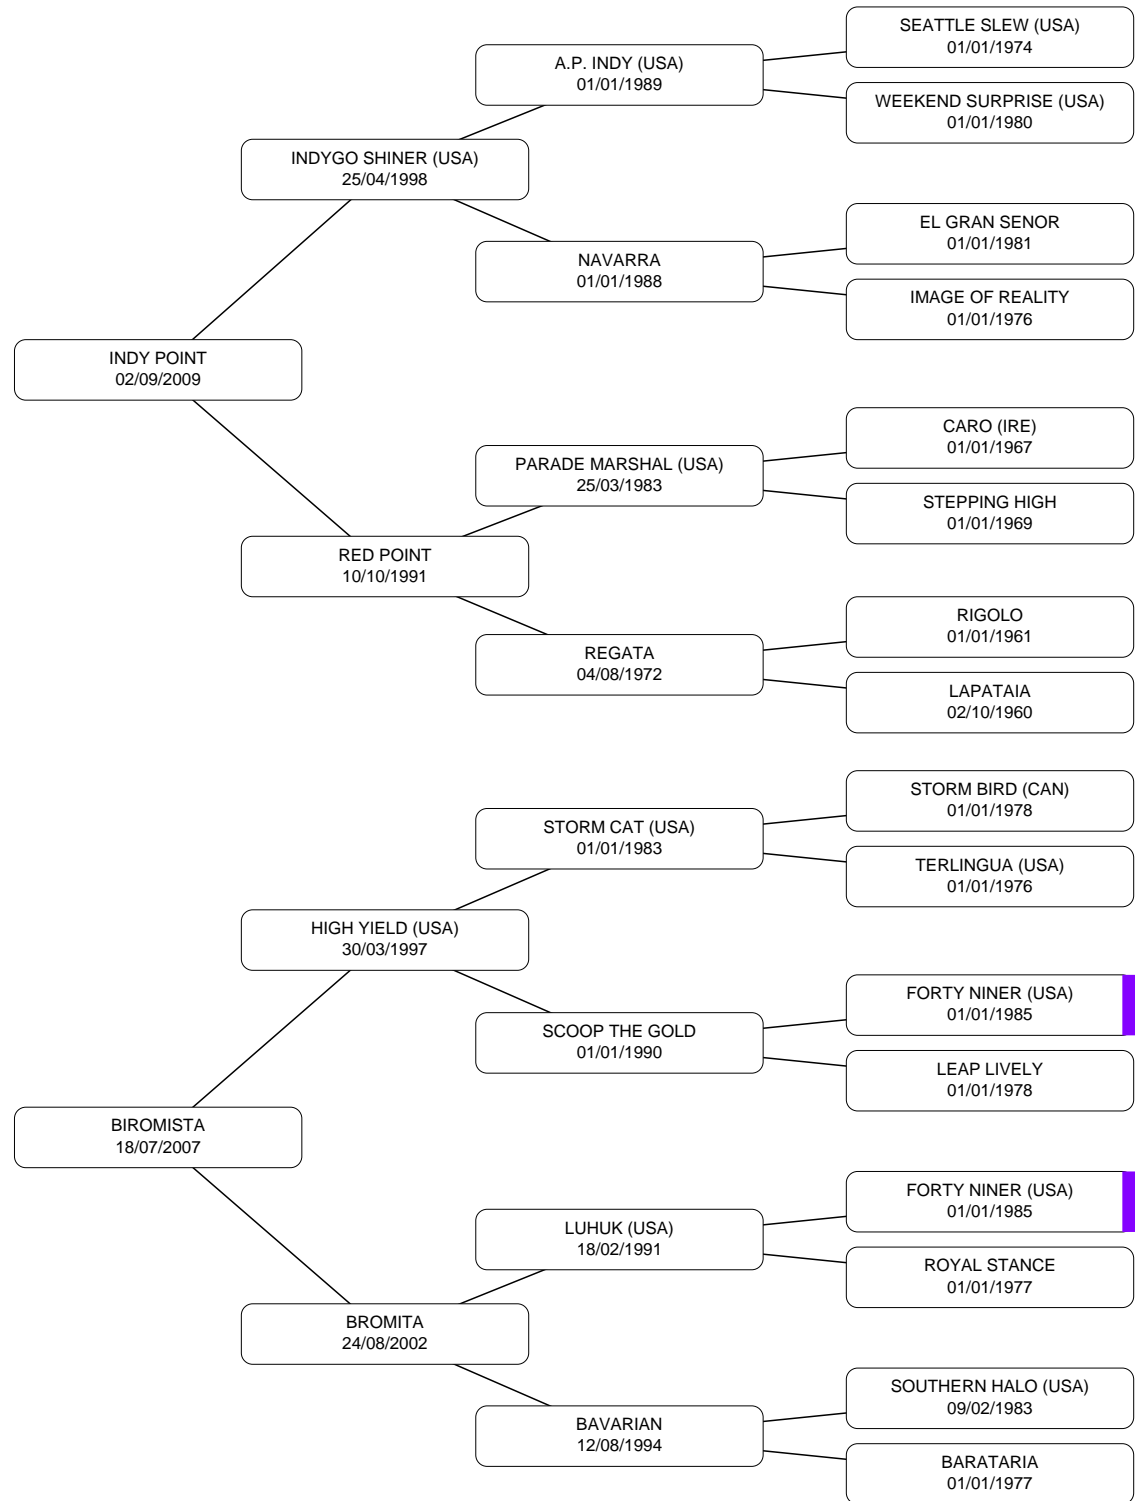 SEATTLE SLEW (USA)
01/01/1974
A.P. INDY (USA)
01/01/1989
WEEKEND SURPRISE (USA)
01/01/1980
INDYGO SHINER (USA)
25/04/1998
EL GRAN SENOR
01/01/1981
NAVARRA
01/01/1988
IMAGE OF REALITY
01/01/1976
INDY POINT
02/09/2009
CARO (IRE)
01/01/1967
PARADE MARSHAL (USA)
25/03/1983
STEPPING HIGH
01/01/1969
RED POINT
10/10/1991
RIGOLO
01/01/1961
REGATA
04/08/1972
LAPATAIA
02/10/1960
STORM BIRD (CAN)
01/01/1978
STORM CAT (USA)
01/01/1983
TERLINGUA (USA)
01/01/1976
HIGH YIELD (USA)
30/03/1997
FORTY NINER (USA)
01/01/1985
SCOOP THE GOLD
01/01/1990
LEAP LIVELY
01/01/1978
BIROMISTA
18/07/2007
FORTY NINER (USA)
01/01/1985
LUHUK (USA)
18/02/1991
ROYAL STANCE
01/01/1977
BROMITA
24/08/2002
SOUTHERN HALO (USA)
09/02/1983
BAVARIAN
12/08/1994
BARATARIA
01/01/1977